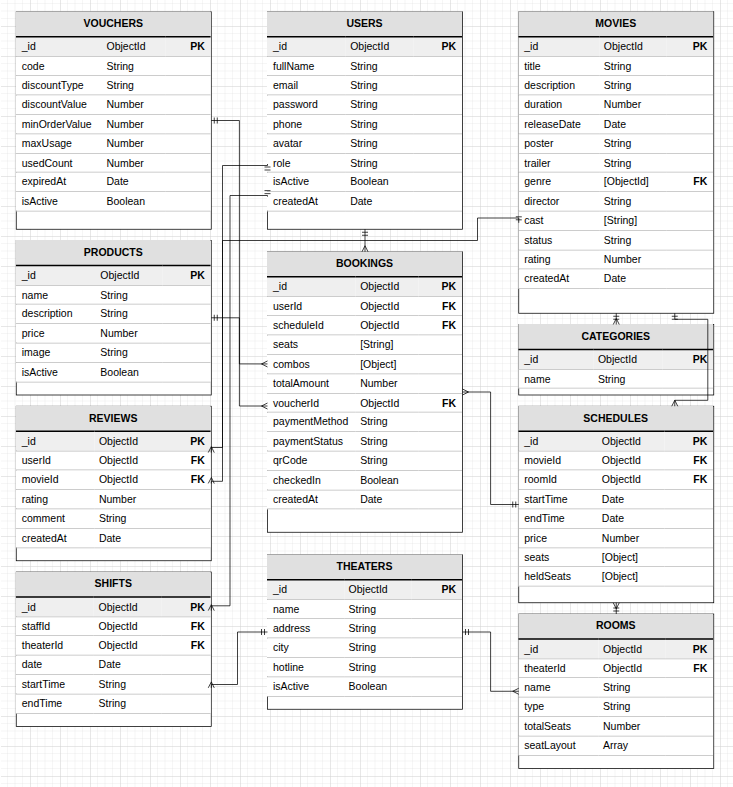 VOUCHERS
_id ObjectId PK
code String
discountType String
discountValue Number
minOrderValue Number
maxUsage Number
usedCount Number
expiredAt Date
isActive Boolean
PRODUCTS
_id ObjectId PK
name String
description String
price Number
image String
isActive Boolean
REVIEWS
_id ObjectId PK
userId ObjectId FK
movieId ObjectId FK
rating Number
comment String
createdAt Date
SHIFTS
_id ObjectId PK
staffId ObjectId FK
theaterId ObjectId FK
date Date
startTime String
endTime String
USERS
_id ObjectId PK
fullName String
email String
password String
phone String
avatar String
role String
isActive Boolean
createdAt Date
BOOKINGS
_id ObjectId PK
userId ObjectId FK
scheduleId ObjectId FK
seats [String]
combos [Object]
totalAmount Number
voucherId ObjectId FK
paymentMethod String
paymentStatus String
qrCode String
checkedIn Boolean
createdAt Date
THEATERS
_id ObjectId PK
name String
address String
city String
hotline String
isActive Boolean
MOVIES
_id ObjectId PK
title String
description String
duration Number
releaseDate Date
poster String
trailer String
genre [ObjectId] FK
director String
cast [String]
status String
rating Number
createdAt Date
CATEGORIES
_id ObjectId PK
name String
SCHEDULES
_id ObjectId PK
movieId ObjectId FK
roomId ObjectId FK
startTime Date
endTime Date
price Number
seats [Object]
heldSeats [Object]
ROOMS
_id ObjectId PK
theaterId ObjectId FK
name String
type String
totalSeats Number
seatLayout Array